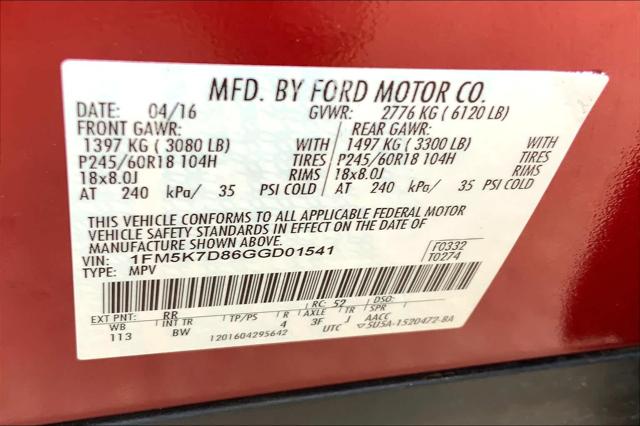 MFD. BY FORD MOTOR CO.
DATE: 04/16 GVWR: 2776 KG ( 6120 LB)
FRONT GAWR: REAR GAWR:
1397 KG ( 3080 LB) WITH 1497 KG ( 3300 LB) WITH
P245/60R18 104H TIRES P245/60R18 104H TIRES
18x8.0J RIMS 18x8.0J RIMS
AT 240 kPa/ 35 PSI COLD AT 240 kPa/ 35 PSI COLD
THIS VEHICLE CONFORMS TO ALL APPLICABLE FEDERAL MOTOR
VEHICLE SAFETY STANDARDS IN EFFECT ON THE DATE OF
MANUFACTURE SHOWN ABOVE.
VIN: 1FM5K7D86GGD01541 F0332
TYPE: MPV T0274
EXT PNT: RR RC: 52 DSO:
WB INT TR TP/PS R AXLE TR SPR
113 BW 4 3F J AACC
1201604295642 UTC 5U5A-1520472-BA